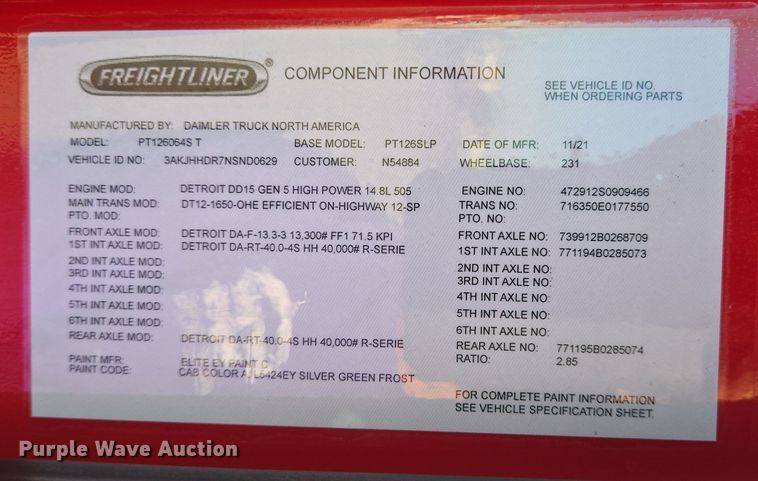 FREIGHTLINER ® COMPONENT INFORMATION
SEE VEHICLE ID NO.
WHEN ORDERING PARTS
MANUFACTURED BY: DAIMLER TRUCK NORTH AMERICA
MODEL: PT126064S T BASE MODEL: PT126SLP DATE OF MFR: 11/21
VEHICLE ID NO: 3AKJHHDR7NSND0629 CUSTOMER: N54884 WHEELBASE: 231
ENGINE MOD: DETROIT DD15 GEN 5 HIGH POWER 14.8L 505 ENGINE NO: 472912S0909466
MAIN TRANS MOD: DT12-1650-OHE EFFICIENT ON-HIGHWAY 12-SP TRANS NO: 716350E0177550
PTO. MOD: PTO. NO:
FRONT AXLE MOD: DETROIT DA-F-13.3-3 13,300# FF1 71.5 KPI FRONT AXLE NO: 739912B0268709
1ST INT AXLE MOD: DETROIT DA-RT-40.0-4S HH 40,000# R-SERIE 1ST INT AXLE NO: 771194B0285073
2ND INT AXLE MOD: 2ND INT AXLE NO:
3RD INT AXLE MOD: 3RD INT AXLE NO:
4TH INT AXLE MOD: 4TH INT AXLE NO:
5TH INT AXLE MOD: 5TH INT AXLE NO:
6TH INT AXLE MOD: 6TH INT AXLE NO:
REAR AXLE MOD: DETROIT DA-RT-40.0-4S HH 40,000# R-SERIE REAR AXLE NO: 771195B0285074
RATIO: 2.85
PAINT MFR: ELITE EY PAINT C
PAINT CODE: CAB COLOR A: L6424EY SILVER GREEN FROST
FOR COMPLETE PAINT INFORMATION
SEE VEHICLE SPECIFICATION SHEET.
Purple Wave Auction